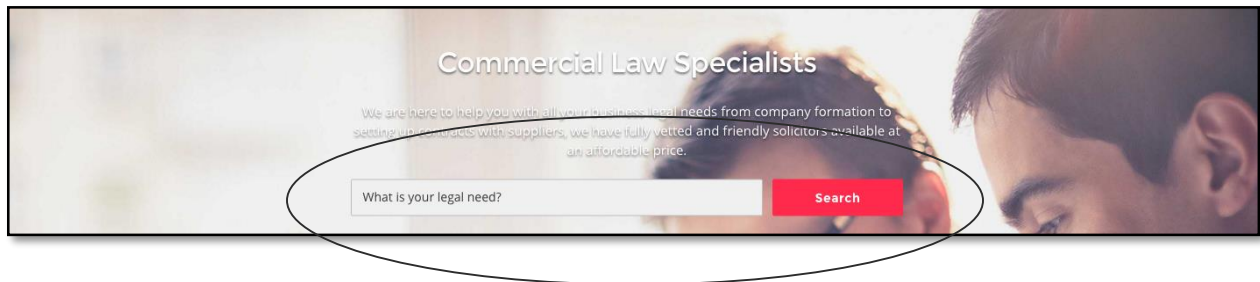 Commercial Law Specialists
We are here to help you with all your business legal needs from company formation to
setting up contracts with suppliers, we have fully vetted and friendly solicitors available at
an affordable price.
What is your legal need?
Search